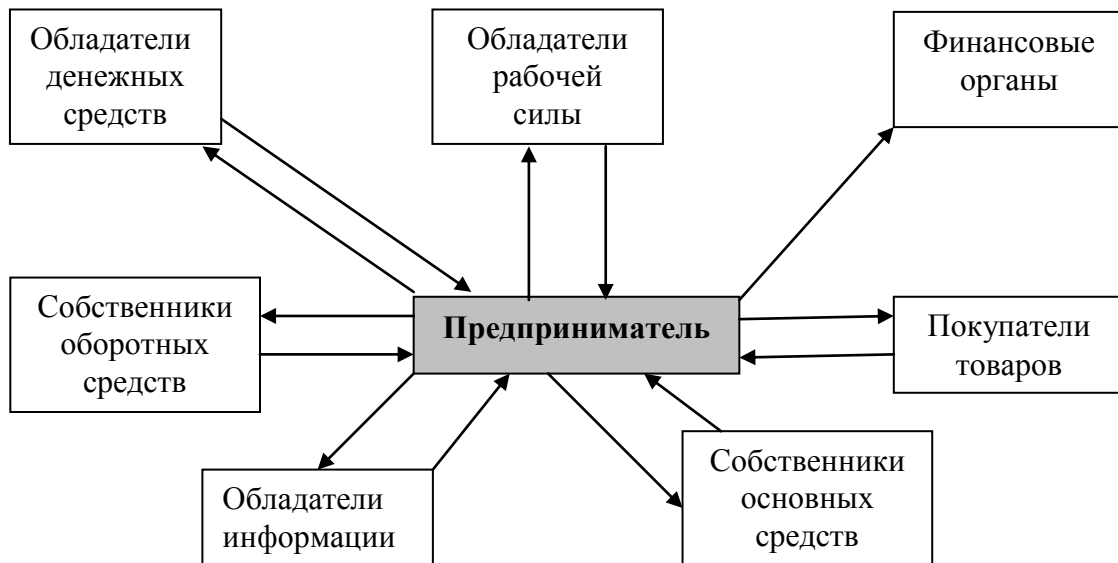 Обладатели
денежных
средств
Обладатели
рабочей
силы
Финансовые
органы
Собственники
оборотных
средств
Предприниматель
Покупатели
товаров
Обладатели
информации
Собственники
основных
средств